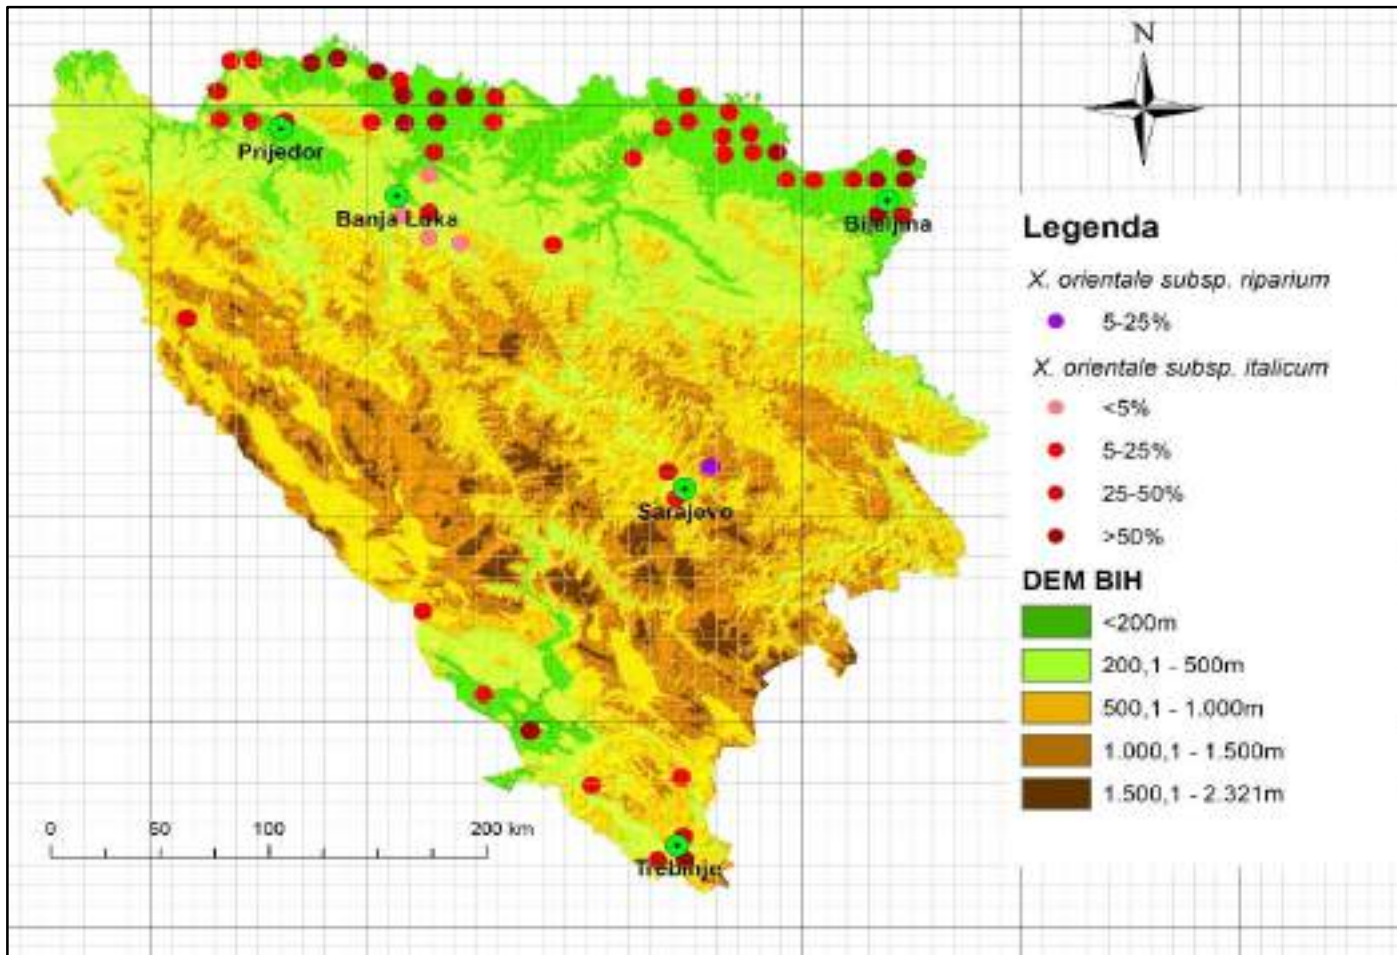 N
Prijedor
Banja Luka
Bijeljina
Sarajevo
Trebinje
0 50 100 200 km
Legenda
X. orientale subsp. riparium
5-25%
X. orientale subsp. italicum
<5%
5-25%
25-50%
>50%
DEM BIH
<200m
200,1 - 500m
500,1 - 1.000m
1.000,1 - 1.500m
1.500,1 - 2.321m